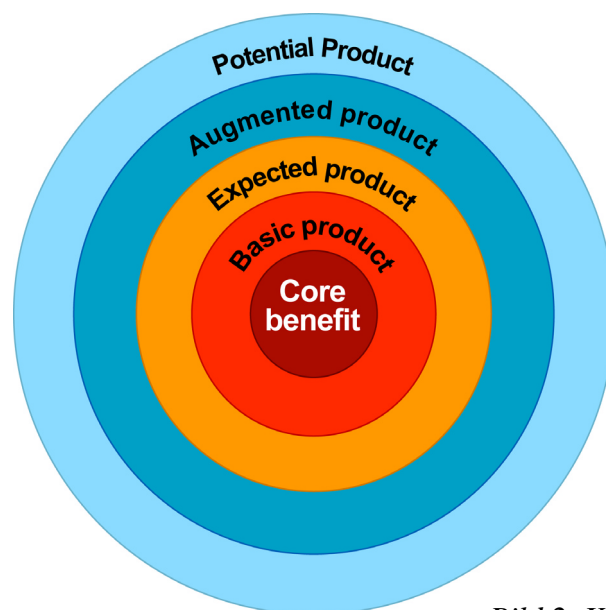 Potential Product
Augmented product
Expected product
Basic product
Core
benefit